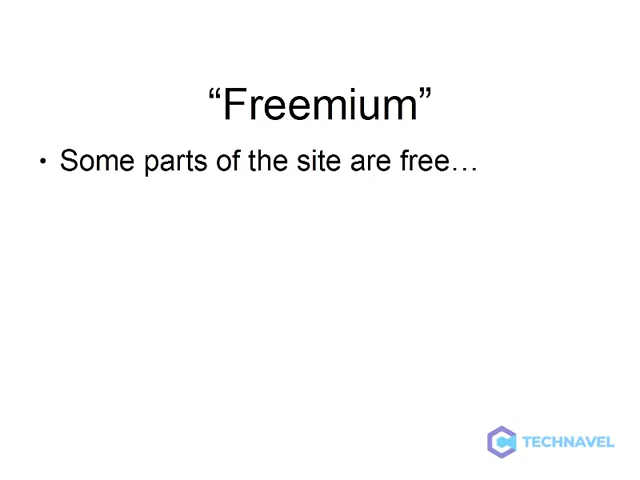 “Freemium”
• Some parts of the site are free…
TECHNAVEL